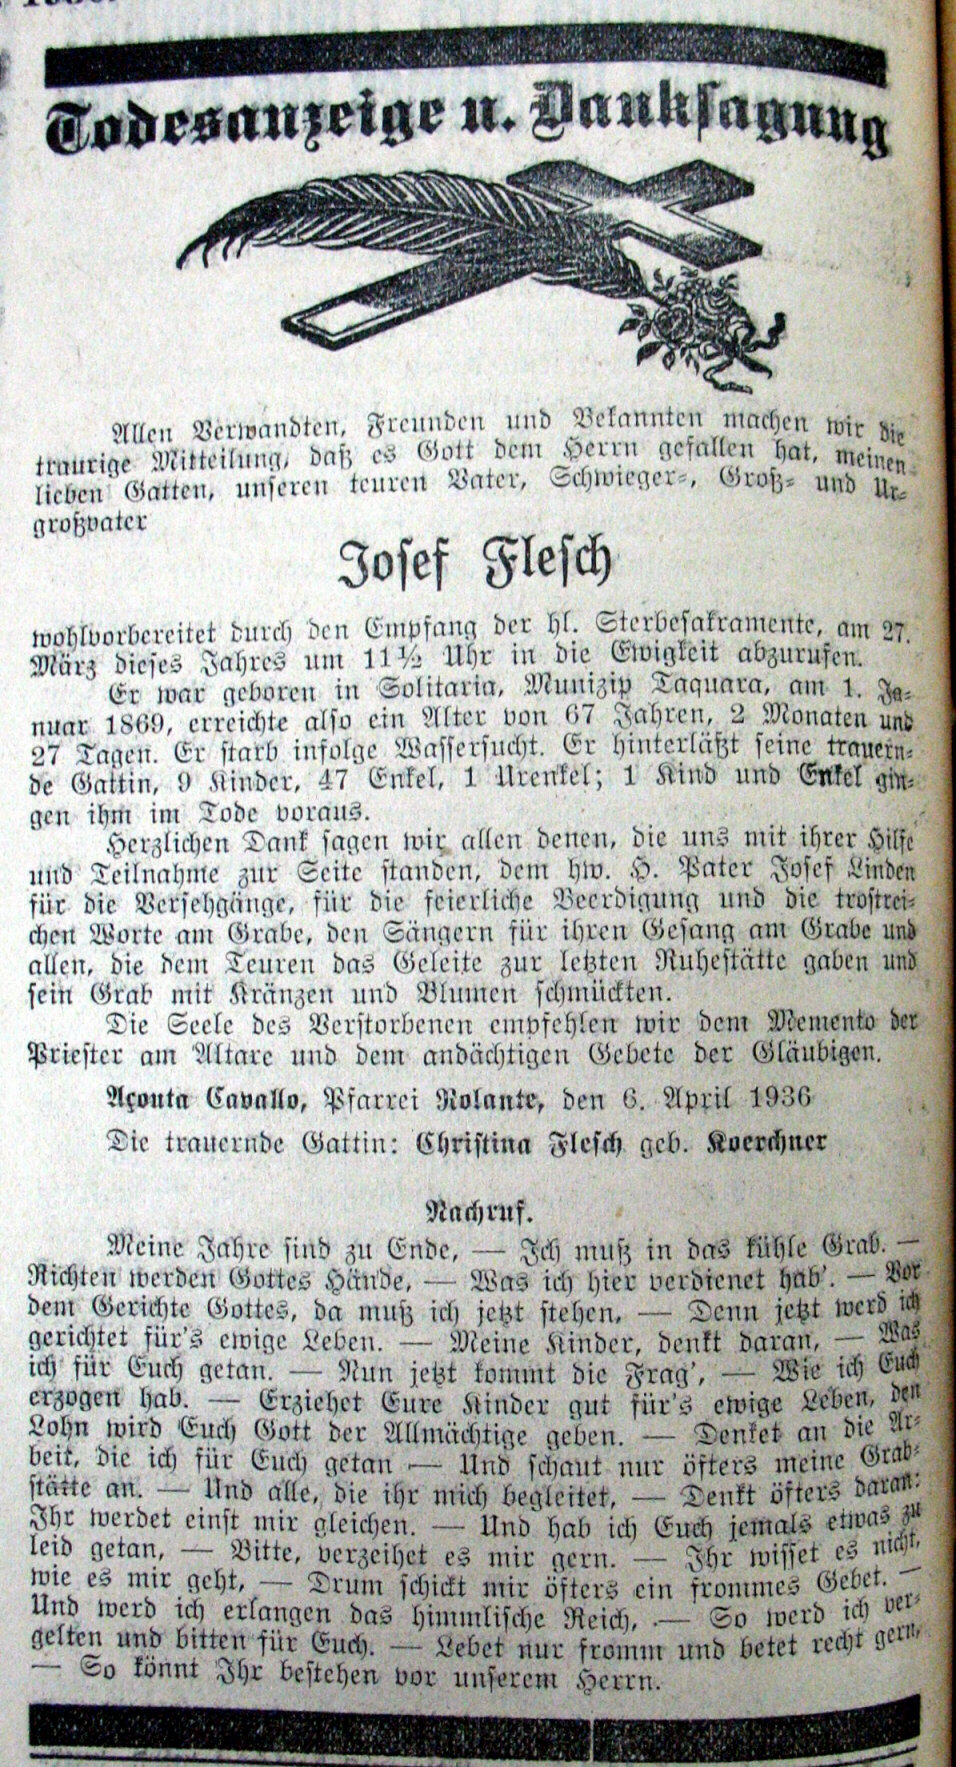 Todesanzeige u. Danksagung
Allen Verwandten, Freunden und Bekannten machen wir die
traurige Mitteilung, daß es Gott dem Herrn gefallen hat, meinen
lieben Gatten, unseren teuren Vater, Schwieger-, Groß- und Ur-
großvater
Josef Flesch
wohlvorbereitet durch den Empfang der hl. Sterbesakramente, am 27.
März dieses Jahres um 11½ Uhr in die Ewigkeit abzurufen.
Er war geboren in Solitaria, Munizip Taquara, am 1. Ja-
nuar 1869, erreichte also ein Alter von 67 Jahren, 2 Monaten und
27 Tagen. Er starb infolge Wassersucht. Er hinterläßt seine trauern-
de Gattin, 9 Kinder, 47 Enkel, 1 Urenkel; 1 Kind und Enkel gin-
gen ihm im Tode voraus.
Herzlichen Dank sagen wir allen denen, die uns mit ihrer Hilfe
und Teilnahme zur Seite standen, dem hw. H. Pater Josef Linden
für die Versehgänge, für die feierliche Beerdigung und die trostrei-
chen Worte am Grabe, den Sängern für ihren Gesang am Grabe und
allen, die dem Teuren das Geleite zur letzten Ruhestätte gaben und
sein Grab mit Kränzen und Blumen schmückten.
Die Seele des Verstorbenen empfehlen wir dem Memento der
Priester am Altare und dem andächtigen Gebete der Gläubigen.
Açouta Cavallo, Pfarrei Rolante, den 6. April 1936
Die trauernde Gattin: Christina Flesch geb. Koerchner
Nachruf.
Meine Jahre sind zu Ende, — Ich muß in das kühle Grab. —
Richten werden Gottes Hände, — Was ich hier verdienet hab'. — Vor
dem Gerichte Gottes, da muß ich jetzt stehen, — Denn jetzt werd ich
gerichtet für's ewige Leben. — Meine Kinder, denkt daran, — Was
ich für Euch getan. — Nun jetzt kommt die Frag', — Wie ich Euch
erzogen hab. — Erziehet Eure Kinder gut für's ewige Leben, den
Lohn wird Euch Gott der Allmächtige geben. — Denket an die Ar-
beit, die ich für Euch getan — Und schaut nur öfters meine Grab-
stätte an. — Und alle, die ihr mich begleitet, — Denkt öfters daran:
Ihr werdet einst mir gleichen. — Und hab ich Euch jemals etwas zu
leid getan, — Bitte, verzeihet es mir gern. — Ihr wisset es nicht,
wie es mir geht, — Drum schickt mir öfters ein frommes Gebet. —
Und werd ich erlangen das himmlische Reich, — So werd ich ver-
gelten und bitten für Euch. — Lebet nur fromm und betet recht gern,
— So könnt Ihr bestehen vor unserem Herrn.